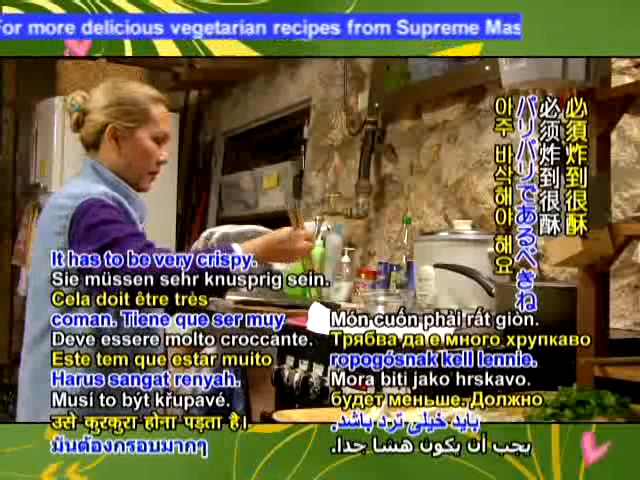 For more delicious vegetarian recipes from Supreme Mas
必須炸到很酥
必须炸到很酥
パリパリであるべきね
아주 바삭해야 해요
It has to be very crispy.
Sie müssen sehr knusprig sein.
Cela doit être très
coman. Tiene que ser muy
Deve essere molto croccante.
Este tem que estar muito
Harus sangat renyah.
Musí to být křupavé.
उसे कुरकुरा होना पड़ता है।
มันต้องกรอบมากๆ
Món cuốn phải rất giòn.
Трябва да е много хрупкаво
ropogósnak kell lennie.
Mora biti jako hrskavo.
будет меньше. Должно
باید خیلی ترد باشد.
يجب أن يكون هشا جدا.